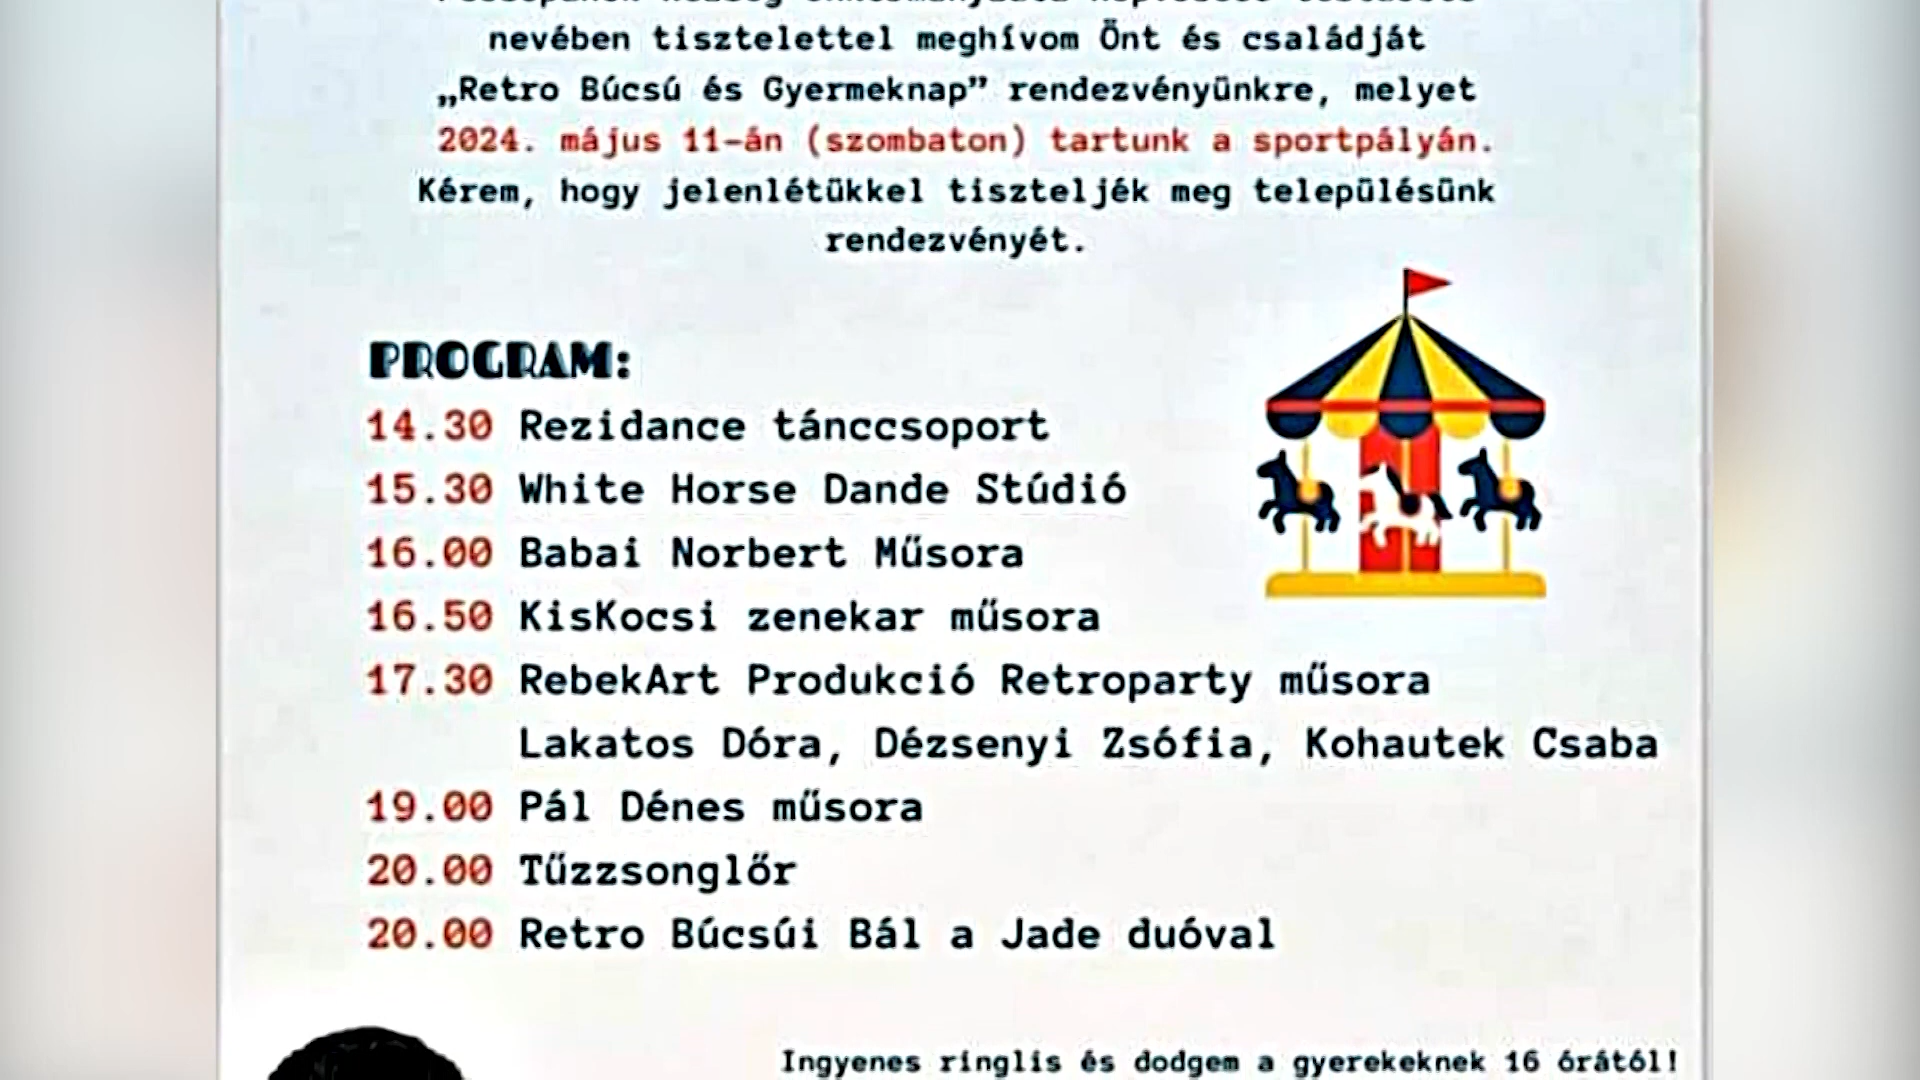 nevében tisztelettel meghívom Önt és családját
„Retro Búcsú és Gyermeknap” rendezvényünkre, melyet
2024. május 11-án (szombaton) tartunk a sportpályán.
Kérem, hogy jelenlétükkel tiszteljék meg településünk
rendezvényét.
PROGRAM:
14.30 Rezidance tánccsoport
15.30 White Horse Dande Stúdió
16.00 Babai Norbert Műsora
16.50 KisKocsi zenekar műsora
17.30 RebekArt Produkció Retroparty műsora
Lakatos Dóra, Dézsenyi Zsófia, Kohautek Csaba
19.00 Pál Dénes műsora
20.00 Tűzzsonglőr
20.00 Retro Búcsúi Bál a Jade duóval
Ingyenes ringlis és dodgem a gyerekeknek 16 órától!